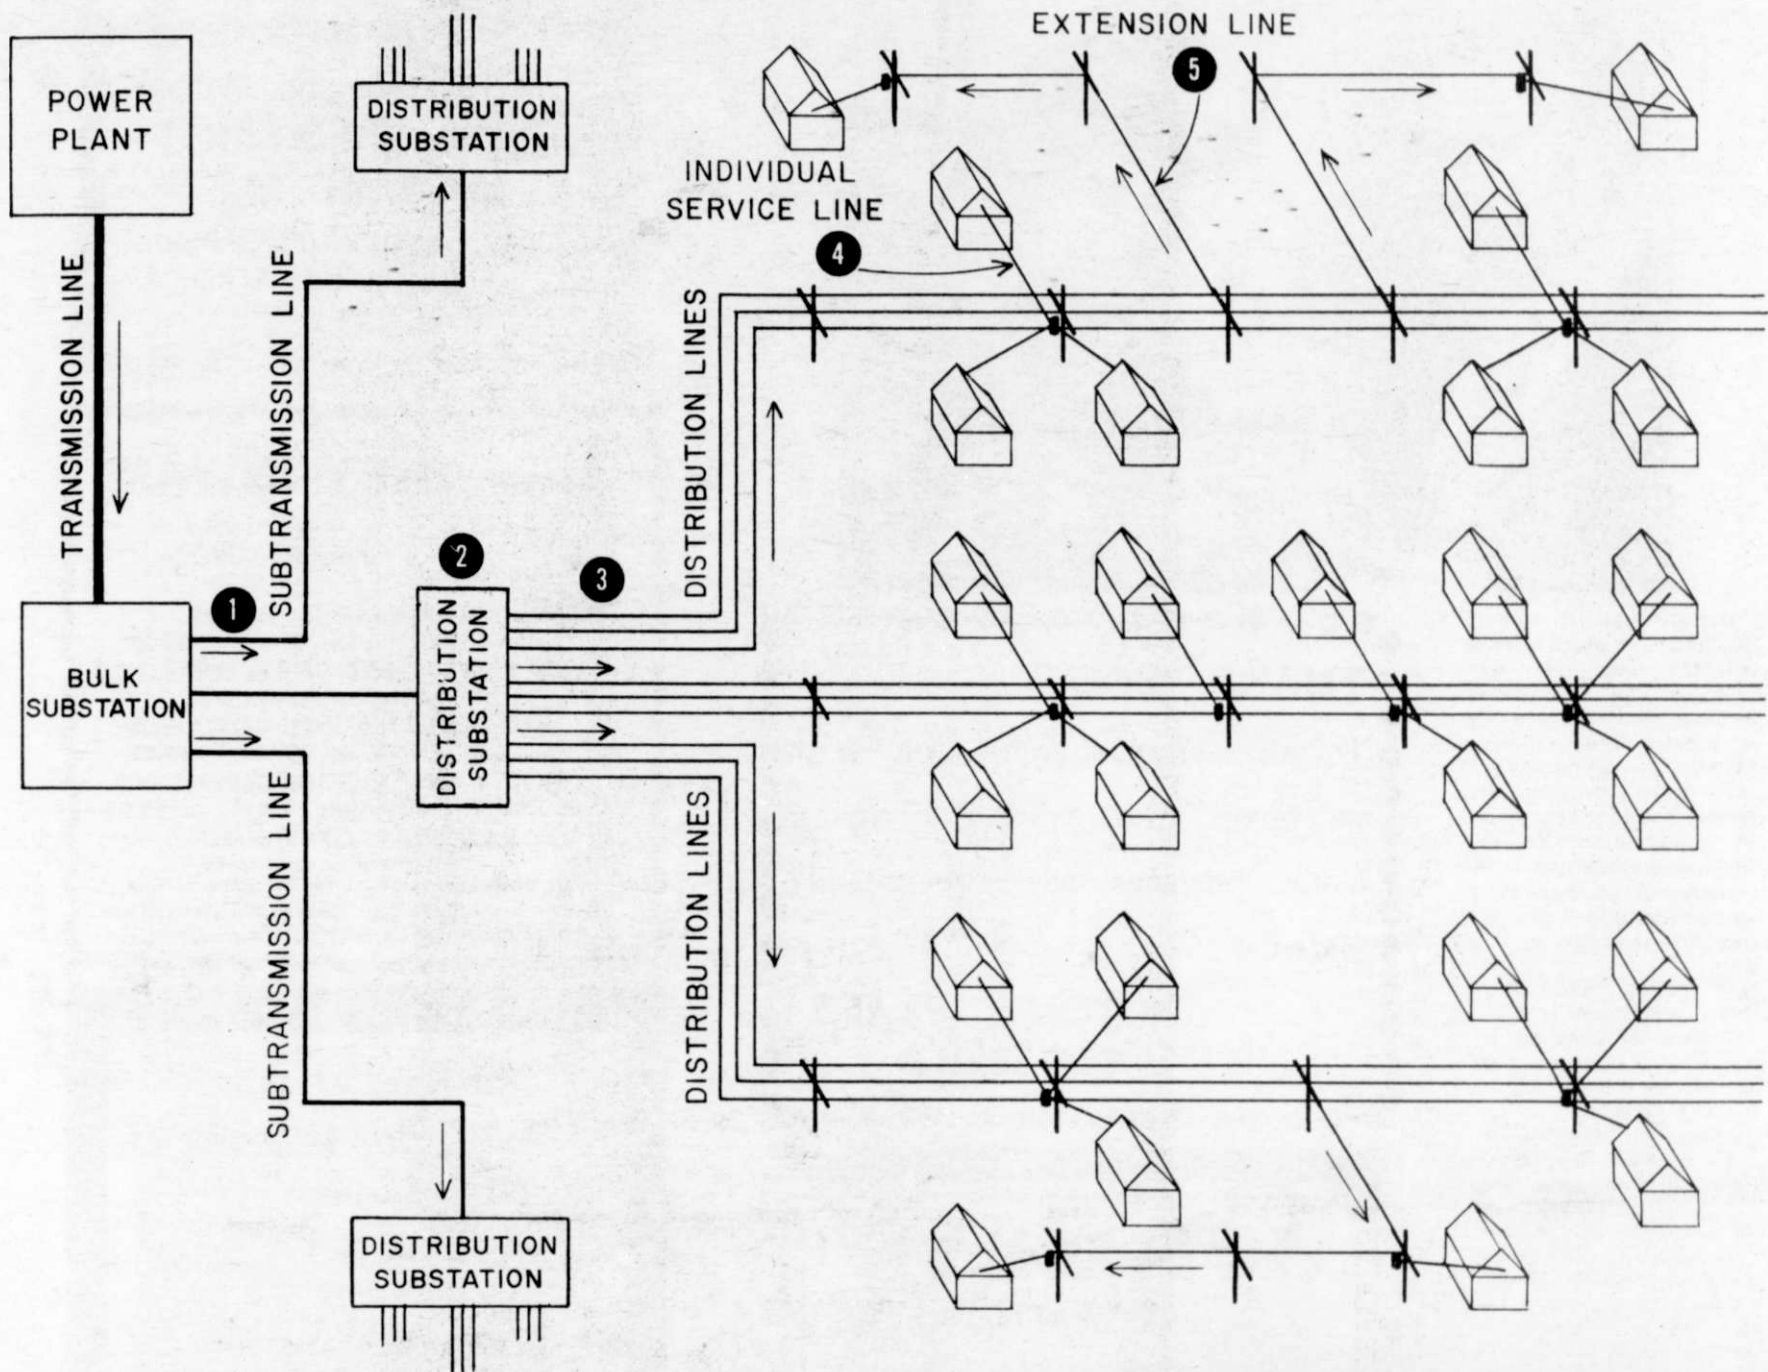 EXTENSION LINE
5
POWER
PLANT
DISTRIBUTION
SUBSTATION
INDIVIDUAL
SERVICE LINE
4
TRANSMISSION LINE
SUBTRANSMISSION LINE
DISTRIBUTION LINES
1
2
3
BULK
SUBSTATION
DISTRIBUTION
SUBSTATION
SUBTRANSMISSION LINE
DISTRIBUTION LINES
DISTRIBUTION
SUBSTATION